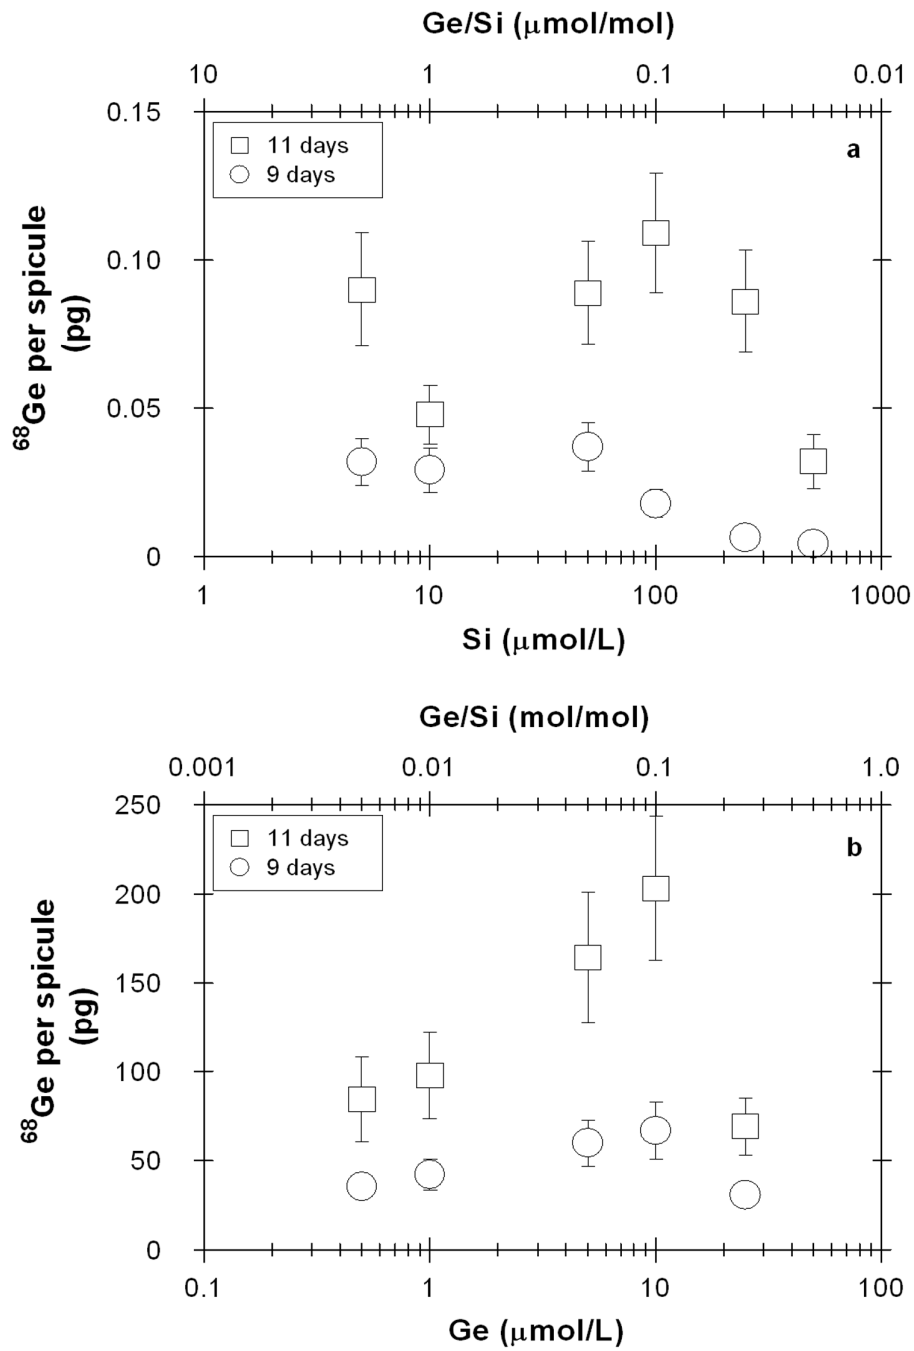 Ge/Si (μmol/mol)
10 1 0.1 0.01
0.15
11 days
9 days
a
0.10
0.05
0
⁶⁸Ge per spicule
(pg)
1 10 100 1000
Si (μmol/L)
Ge/Si (mol/mol)
0.001 0.01 0.1 1.0
250
11 days
9 days
b
200
150
100
50
0
⁶⁸Ge per spicule
(pg)
0.1 1 10 100
Ge (μmol/L)